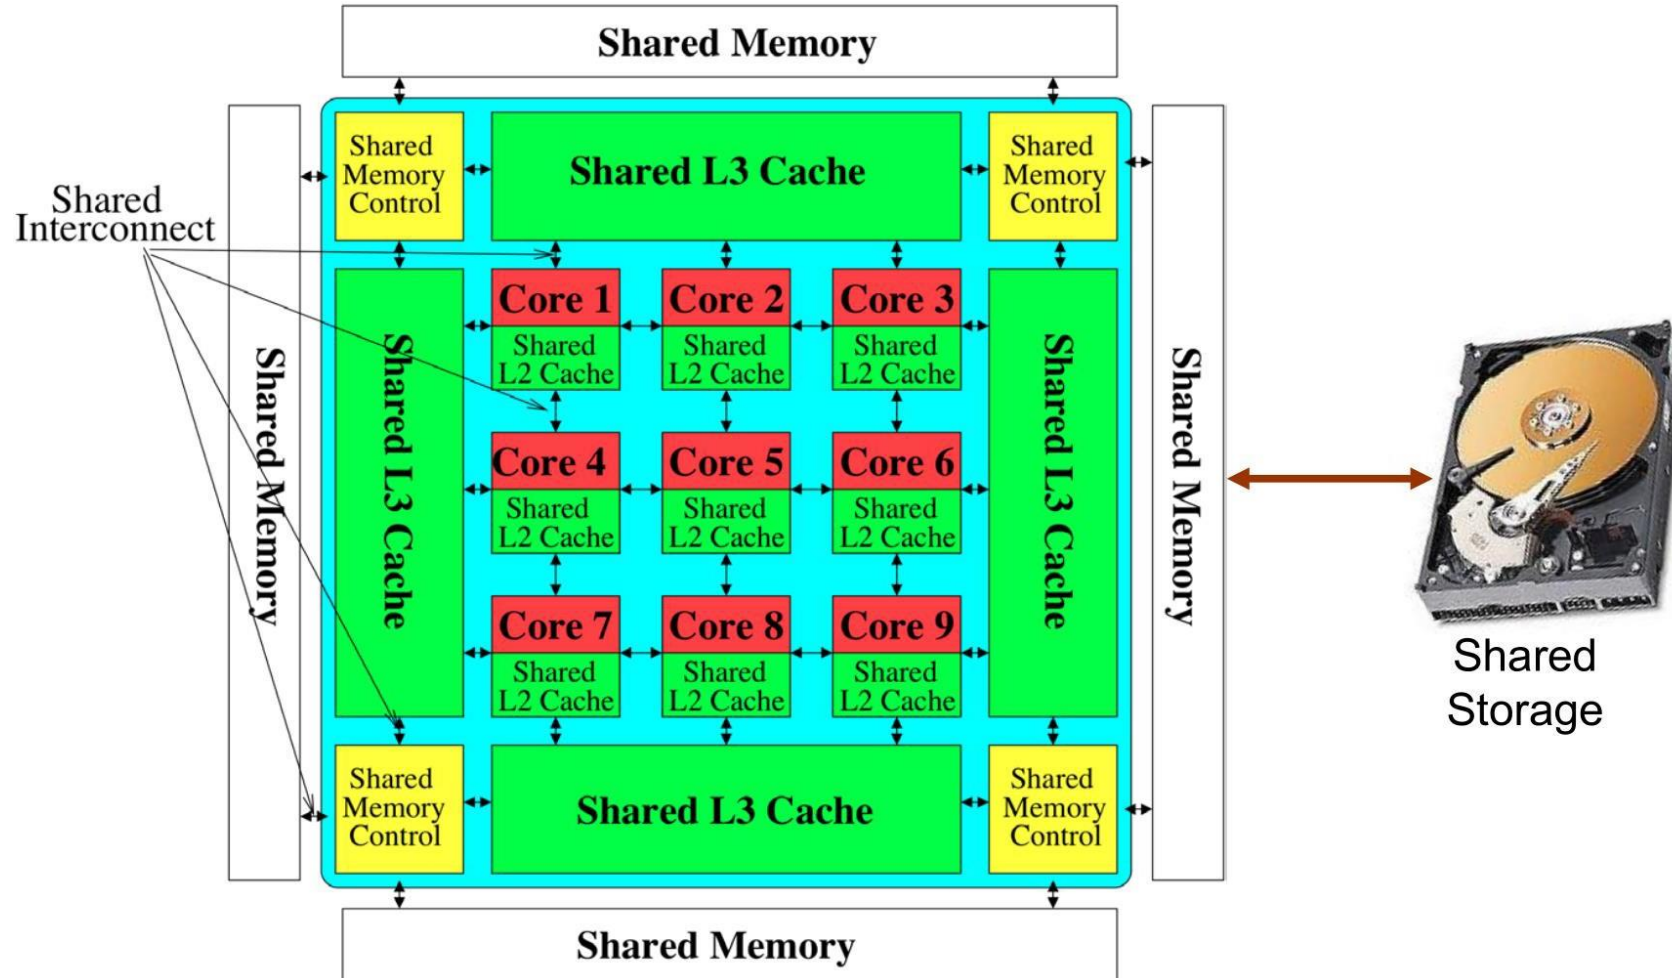 Shared Memory
Shared
Memory
Control
Shared L3 Cache
Shared
Memory
Control
Shared
Interconnect
Shared Memory
Shared L3 Cache
Core 1
Shared
L2 Cache
Core 2
Shared
L2 Cache
Core 3
Shared
L2 Cache
Core 4
Shared
L2 Cache
Core 5
Shared
L2 Cache
Core 6
Shared
L2 Cache
Core 7
Shared
L2 Cache
Core 8
Shared
L2 Cache
Core 9
Shared
L2 Cache
Shared L3 Cache
Shared Memory
Shared
Storage
Shared
Memory
Control
Shared L3 Cache
Shared
Memory
Control
Shared Memory